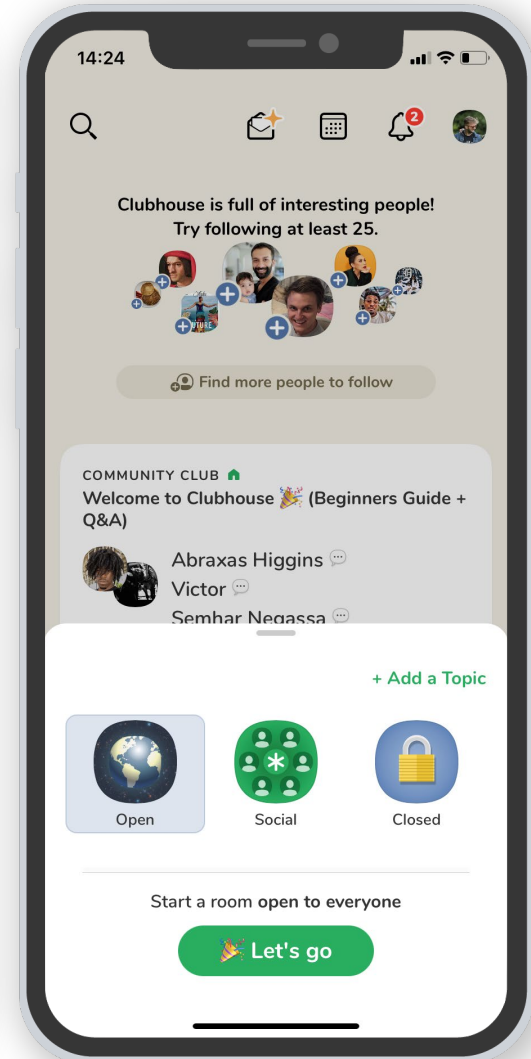 14:24
2
Clubhouse is full of interesting people!
Try following at least 25.
Find more people to follow
COMMUNITY CLUB
Welcome to Clubhouse 🎉 (Beginners Guide +
Q&A)
Abraxas Higgins
Victor
Semhar Negassa
+ Add a Topic
Open
Social
Closed
Start a room open to everyone
🎉 Let's go